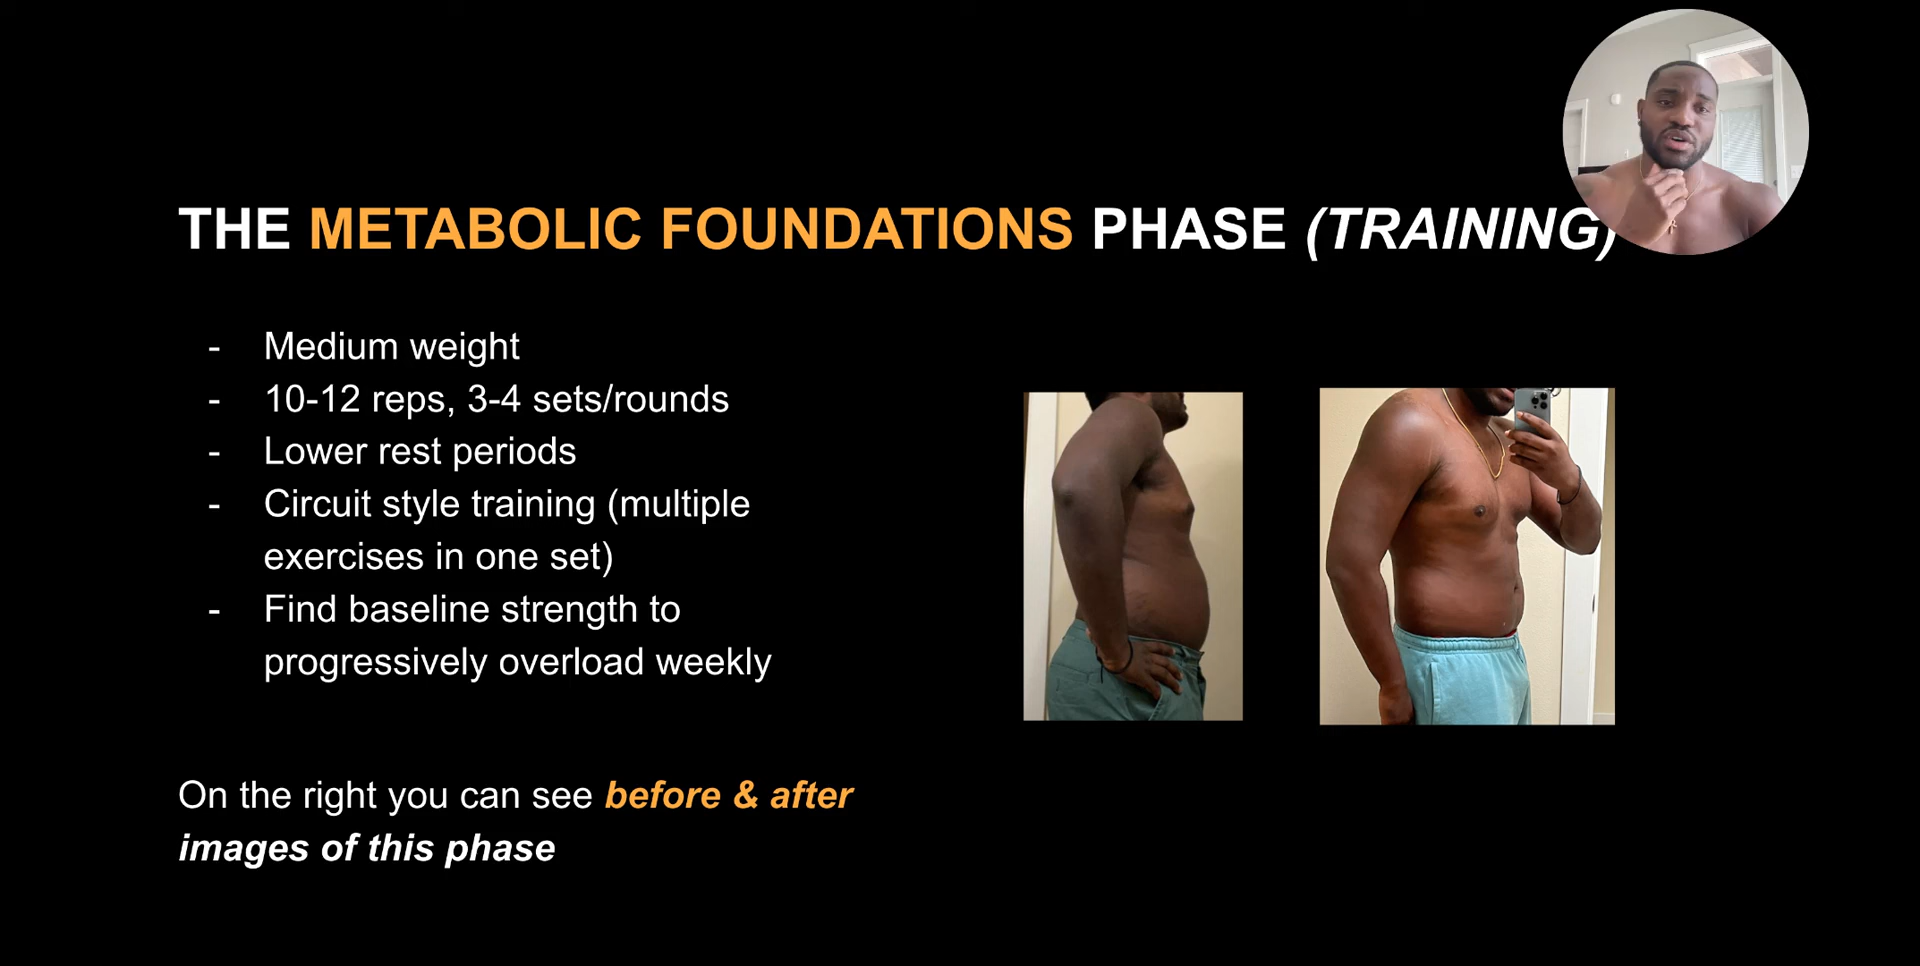 THE METABOLIC FOUNDATIONS PHASE (TRAINING)
- Medium weight
- 10-12 reps, 3-4 sets/rounds
- Lower rest periods
- Circuit style training (multiple
exercises in one set)
- Find baseline strength to
progressively overload weekly
On the right you can see before & after
images of this phase